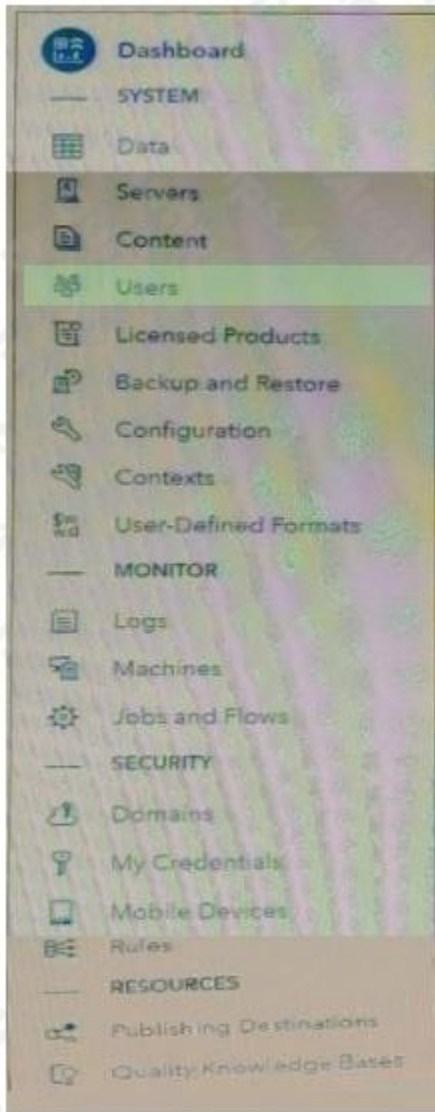 Dashboard
SYSTEM
Data
Servers
Content
Users
Licensed Products
Backup and Restore
Configuration
Contexts
User-Defined Formats
MONITOR
Logs
Machines
Jobs and Flows
SECURITY
Domains
My Credentials
Mobile Devices
Rules
RESOURCES
Publishing Destinations
Quality Knowledge Bases